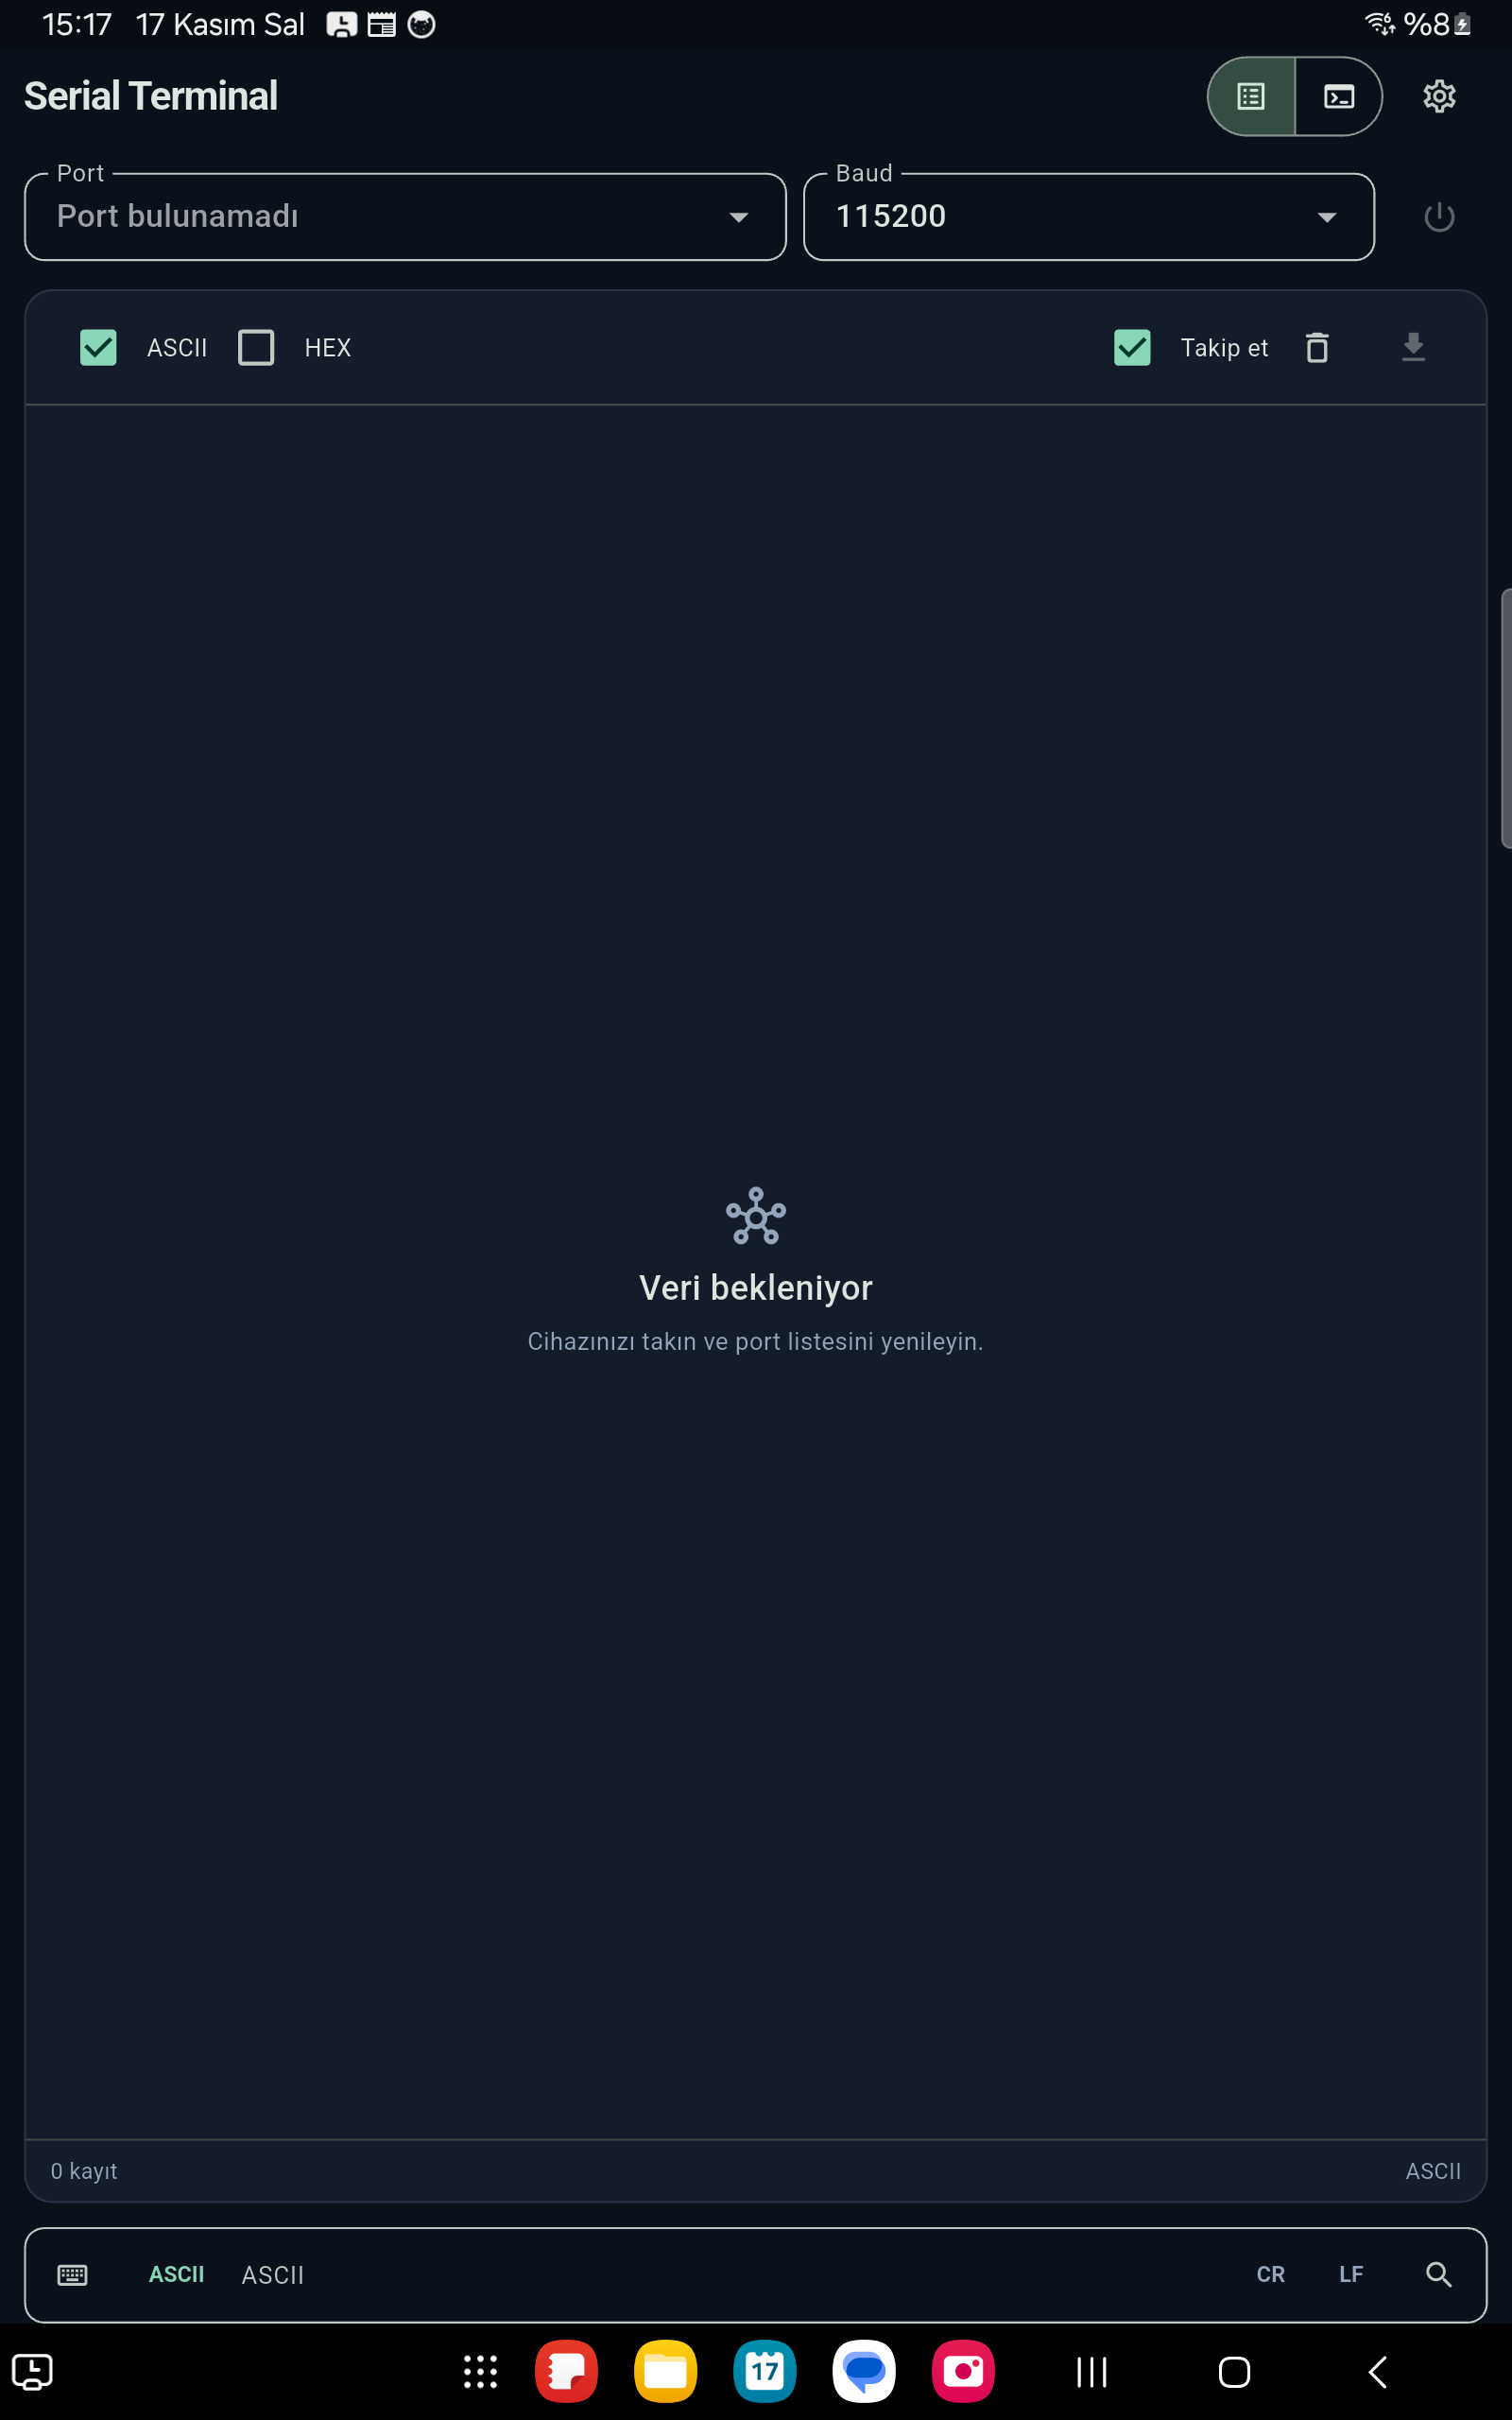 15:17 17 Kasım Sal %8
Serial Terminal
Port Baud
Port bulunamadı 115200
ASCII HEX Takip et
Veri bekleniyor
Cihazınızı takın ve port listesini yenileyin.
0 kayıt ASCII
ASCII ASCII CR LF
17